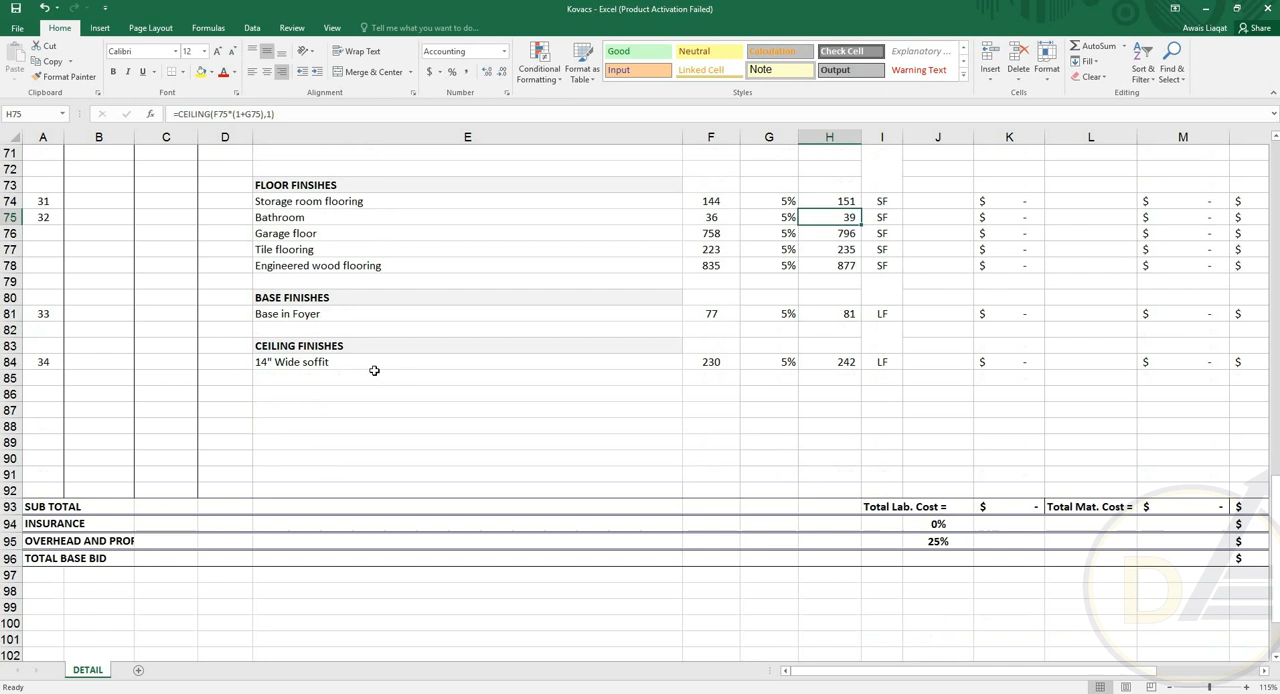 Kovacs - Excel (Product Activation Failed)
File Home Insert Page Layout Formulas Data Review View Tell me what you want to do... Awais Liaqat Share
Paste Cut Copy Format Painter Clipboard
Calibri 12 A A B I U A Font
Wrap Text Merge & Center Alignment
Accounting $ % , Number
Conditional Formatting Format as Table
Good Neutral Calculation Check Cell Explanatory ...
Input Linked Cell Note Output Warning Text
Styles
Insert Delete Format Cells
AutoSum Fill Clear Sort & Filter Find & Select Editing
H75 fx =CEILING(F75*(1+G75),1)
A B C D E F G H I J K L M
71
72
73 FLOOR FINSIHES
74 31 Storage room flooring 144 5% 151 SF $ - $ - $
75 32 Bathroom 36 5% 39 SF $ - $ - $
76 Garage floor 758 5% 796 SF $ - $ - $
77 Tile flooring 223 5% 235 SF $ - $ - $
78 Engineered wood flooring 835 5% 877 SF $ - $ - $
79
80 BASE FINISHES
81 33 Base in Foyer 77 5% 81 LF $ - $ - $
82
83 CEILING FINISHES
84 34 14" Wide soffit 230 5% 242 LF $ - $ - $
85
86
87
88
89
90
91
92
93 SUB TOTAL Total Lab. Cost = $ - Total Mat. Cost = $ - $
94 INSURANCE 0% $
95 OVERHEAD AND PROF 25% $
96 TOTAL BASE BID $
97
98
99
100
101
102
DETAIL
Ready 115%
D